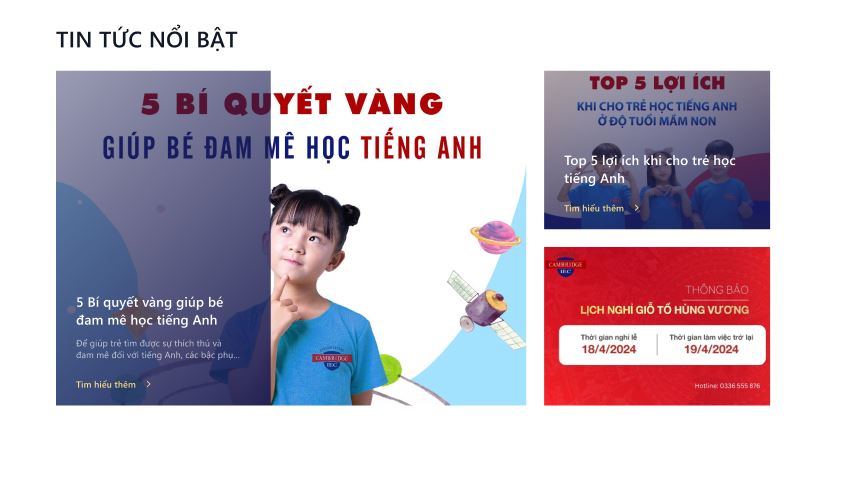 TIN TỨC NỔI BẬT
5 BÍ QUYẾT VÀNG
GIÚP BÉ ĐAM MÊ HỌC TIẾNG ANH
CAMBRIDGE
IEC
5 Bí quyết vàng giúp bé
đam mê học tiếng Anh
Để giúp trẻ tìm được sự thích thú và
đam mê đối với tiếng Anh, các bậc phụ...
Tìm hiểu thêm
TOP 5 LỢI ÍCH
KHI CHO TRẺ HỌC TIẾNG ANH
Ở ĐỘ TUỔI MẦM NON
Top 5 lợi ích khi cho trẻ học
tiếng Anh
Tìm hiểu thêm
CAMBRIDGE
IEC
THÔNG BÁO
LỊCH NGHỈ GIỖ TỔ HÙNG VƯƠNG
Thời gian nghỉ lễ
18/4/2024
Thời gian làm việc trở lại
19/4/2024
Hotline: 0336 555 876